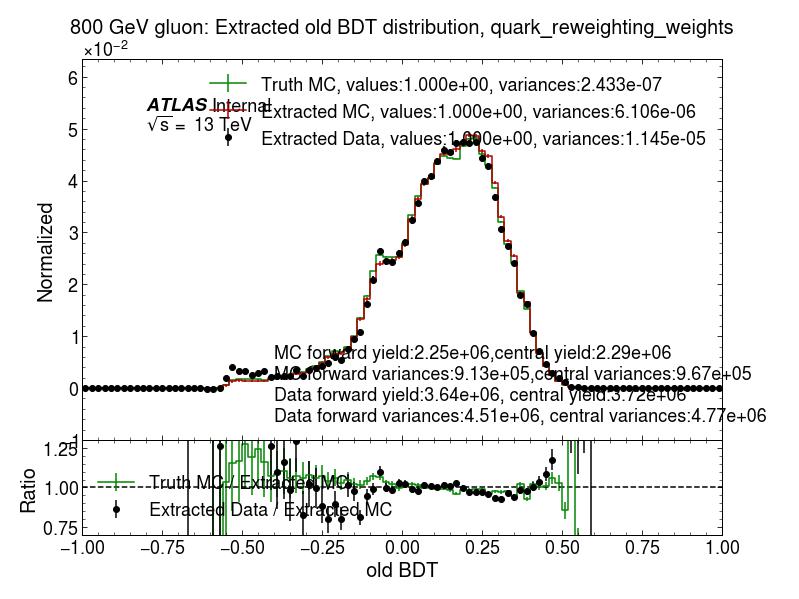 800 GeV gluon: Extracted old BDT distribution, quark_reweighting_weights
×10⁻²
Truth MC, values:1.000e+00, variances:2.433e-07
ATLAS Internal
Extracted MC, values:1.000e+00, variances:6.106e-06
√s = 13 TeV
Extracted Data, values:1.000e+00, variances:1.145e-05
6
5
4
3
2
1
0
−1
Normalized
MC forward yield:2.25e+06,central yield:2.29e+06
MC forward variances:9.13e+05,central variances:9.67e+05
Data forward yield:3.64e+06, central yield:3.72e+06
Data forward variances:4.51e+06, central variances:4.77e+06
1.25
1.00
0.75
Ratio
Truth MC / Extracted MC
Extracted Data / Extracted MC
−1.00 −0.75 −0.50 −0.25 0.00 0.25 0.50 0.75 1.00
old BDT